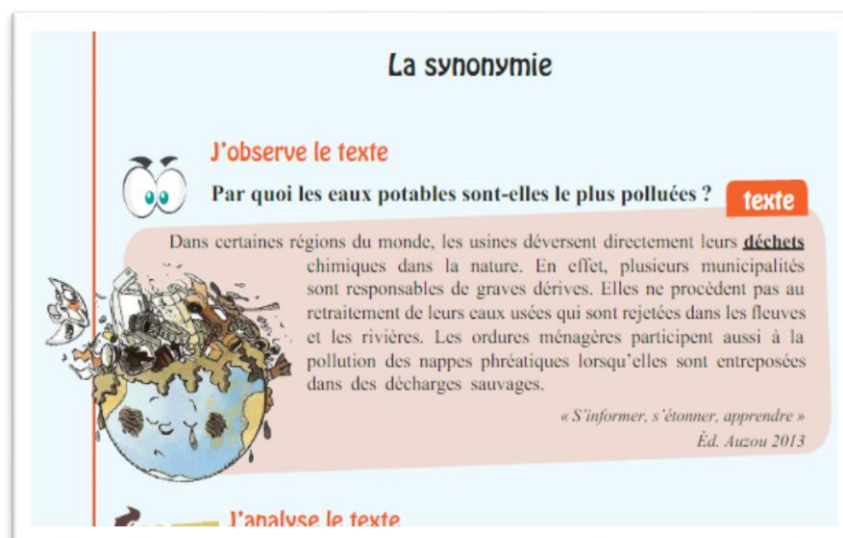 La synonymie
J'observe le texte
Par quoi les eaux potables sont-elles le plus polluées ?
texte
Dans certaines régions du monde, les usines déversent directement leurs déchets
chimiques dans la nature. En effet, plusieurs municipalités
sont responsables de graves dérives. Elles ne procèdent pas au
retraitement de leurs eaux usées qui sont rejetées dans les fleuves
et les rivières. Les ordures ménagères participent aussi à la
pollution des nappes phréatiques lorsqu'elles sont entreposées
dans des décharges sauvages.
« S'informer, s'étonner, apprendre »
Éd. Auzou 2013
J'analyse le texte